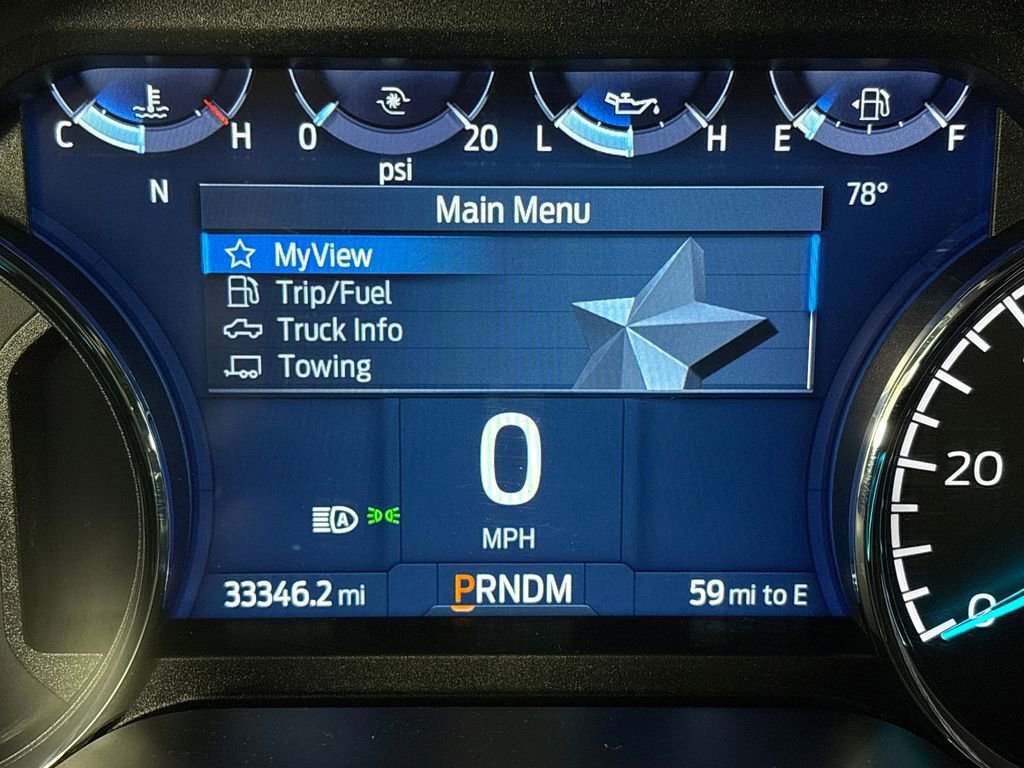 C H 0 20 L H E F
psi
N
78°
Main Menu
MyView
Trip/Fuel
Truck Info
Towing
0
MPH
A
20
0
33346.2 mi
PRNDM
59 mi to E